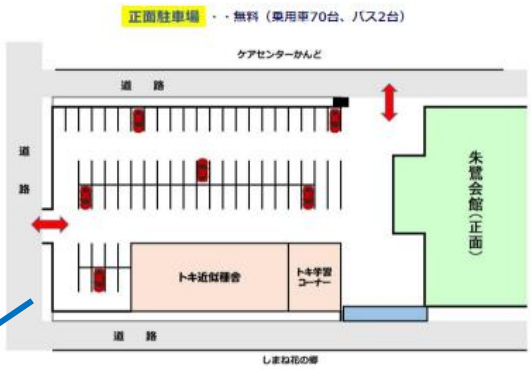 正面駐車場 ・・無料（乗用車70台、バス2台）
ケアセンターかんど
道 路
道
路
朱鷺会館(正面)
トキ近似種舎
トキ学習
コーナー
道 路
しまね花の郷